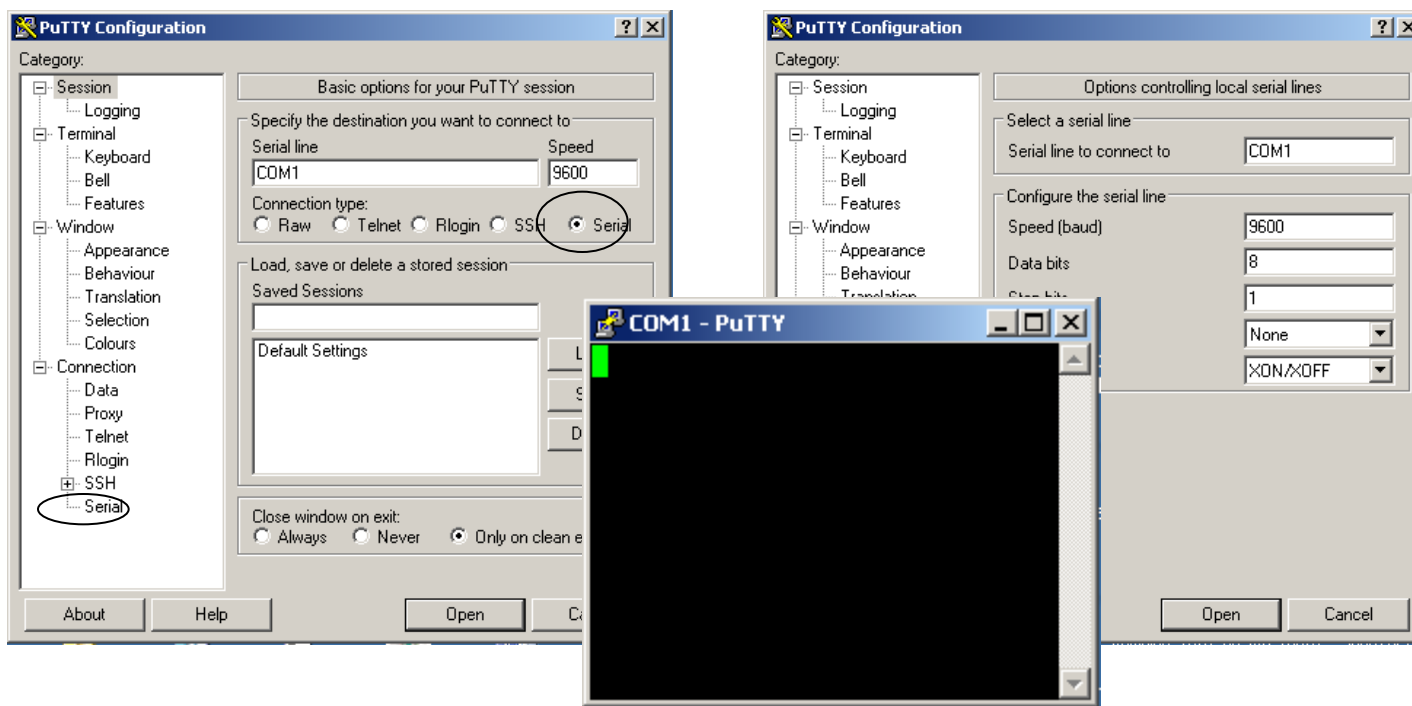 PuTTY Configuration
Category:
Session
Logging
Terminal
Keyboard
Bell
Features
Window
Appearance
Behaviour
Translation
Selection
Colours
Connection
Data
Proxy
Telnet
Rlogin
SSH
Serial
Basic options for your PuTTY session
Specify the destination you want to connect to
Serial line Speed
COM1 9600
Connection type:
Raw Telnet Rlogin SSH Serial
Load, save or delete a stored session
Saved Sessions
Default Settings
Close window on exit:
Always Never Only on clean
About Help Open
PuTTY Configuration
Category:
Session
Logging
Terminal
Keyboard
Bell
Features
Window
Appearance
Behaviour
Translation
Options controlling local serial lines
Select a serial line
Serial line to connect to COM1
Configure the serial line
Speed (baud) 9600
Data bits 8
Stop bits 1
None
XON/XOFF
Open Cancel
COM1 - PuTTY